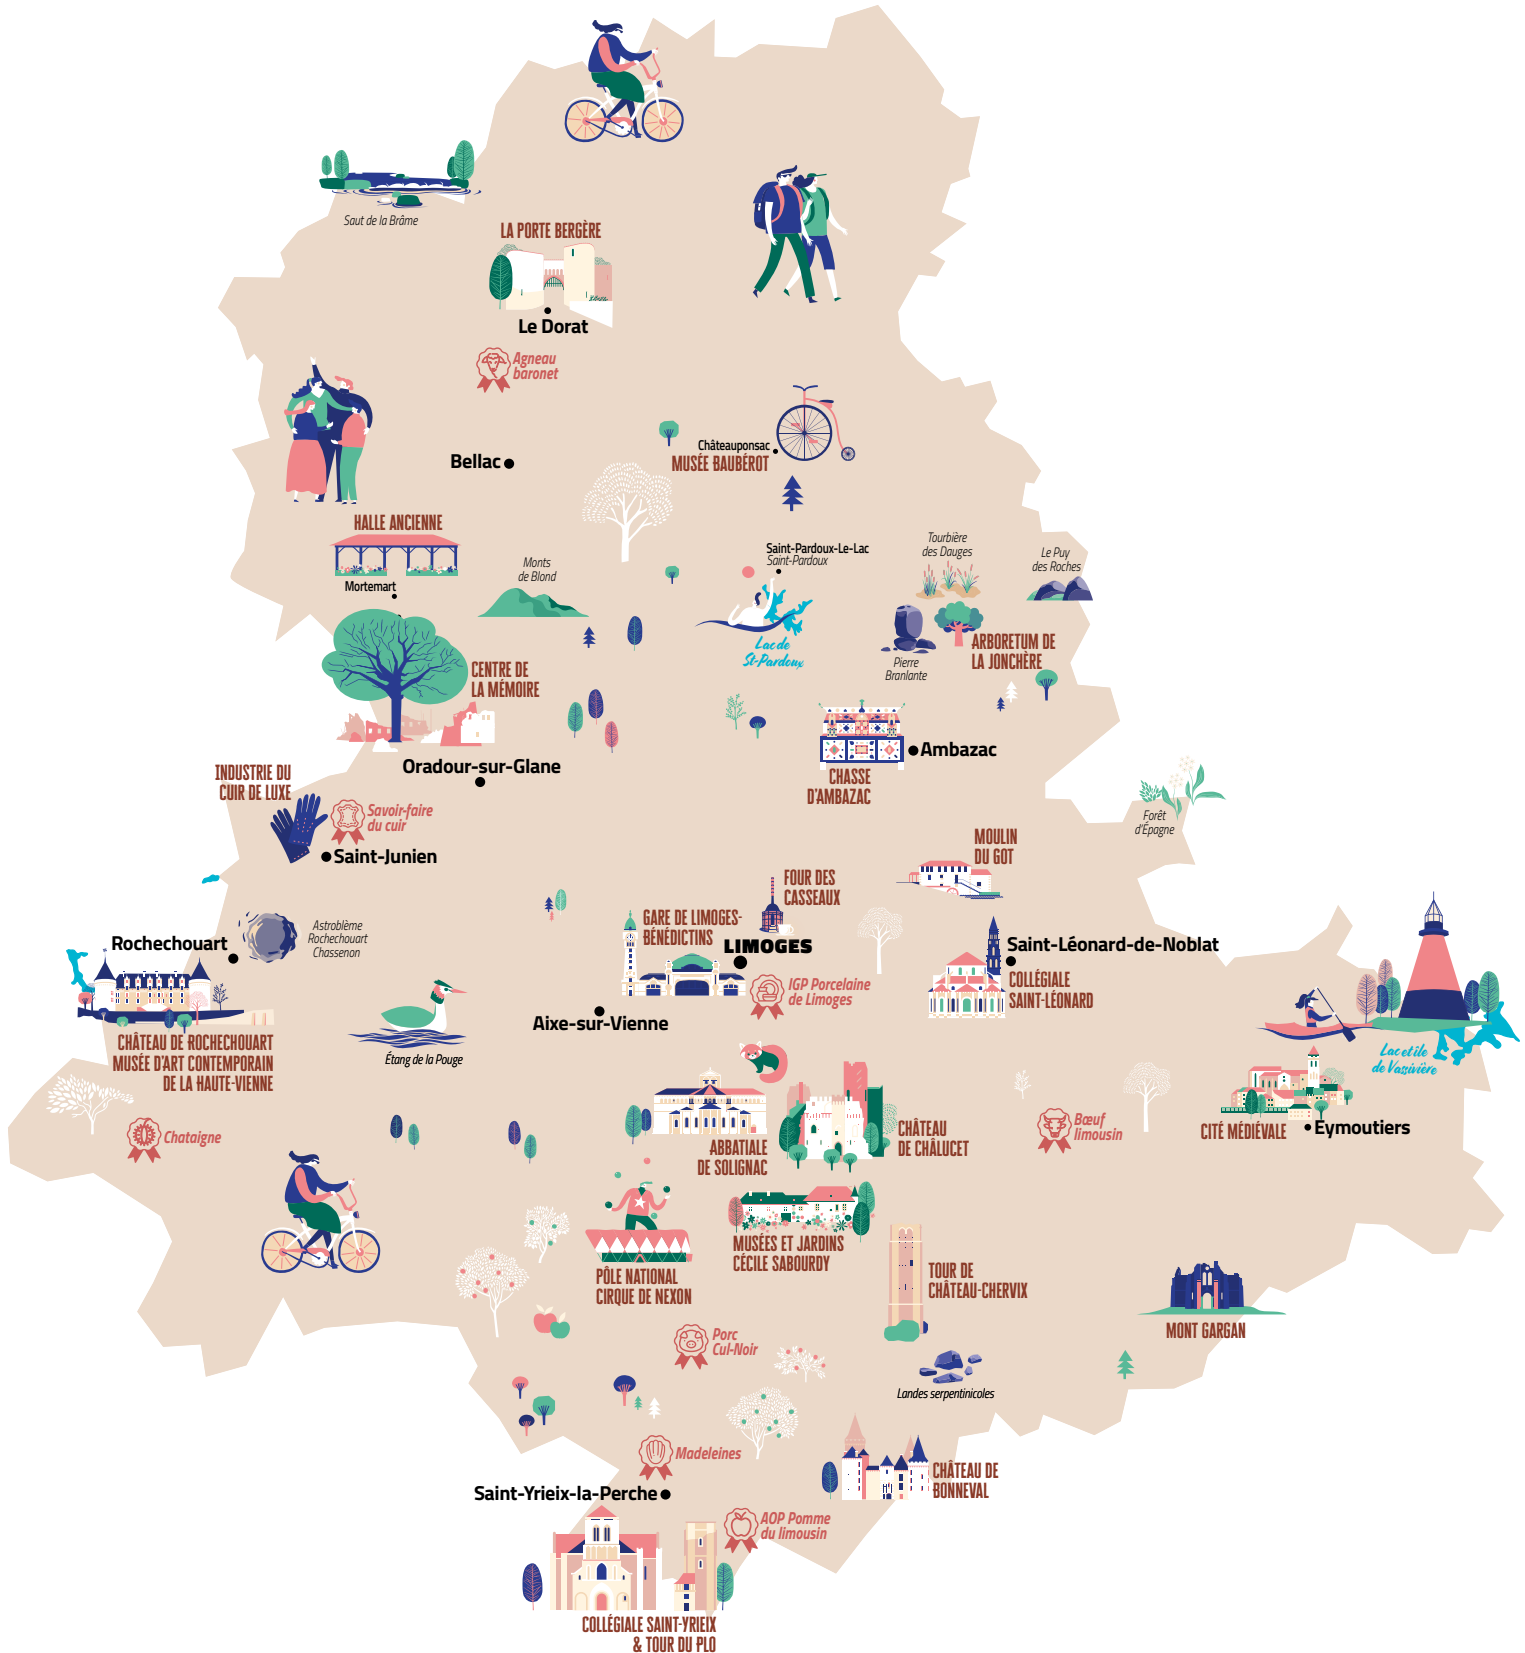 Saut de la Brâme
LA PORTE BERGÈRE
Le Dorat
Agneau
baronet
Châteauponsac
MUSÉE BAUBÉROT
Bellac
HALLE ANCIENNE
Mortemart
Monts
de Blond
Saint-Pardoux-Le-Lac
Saint-Pardoux
Lac de
St-Pardoux
Tourbière
des Dauges
Le Puy
des Roches
Pierre
Branlante
ARBORETUM DE
LA JONCHÈRE
CENTRE DE
LA MÉMOIRE
Oradour-sur-Glane
Ambazac
CHASSE
D'AMBAZAC
INDUSTRIE DU
CUIR DE LUXE
Savoir-faire
du cuir
Saint-Junien
Forêt
d'Épagne
MOULIN
DU GOT
FOUR DES
CASSEAUX
GARE DE LIMOGES-
BÉNÉDICTINS
LIMOGES
IGP Porcelaine
de Limoges
Saint-Léonard-de-Noblat
COLLÉGIALE
SAINT-LÉONARD
Rochechouart
Astroblème
Rochechouart
Chassenon
CHÂTEAU DE ROCHECHOUART
MUSÉE D'ART CONTEMPORAIN
DE LA HAUTE-VIENNE
Aixe-sur-Vienne
Étang de la Pouge
Lac et île
de Vassivière
Chataigne
Bœuf
limousin
CITÉ MÉDIÉVALE
Eymoutiers
ABBATIALE
DE SOLIGNAC
CHÂTEAU
DE CHÂLUCET
MUSÉES ET JARDINS
CÉCILE SABOURDY
PÔLE NATIONAL
CIRQUE DE NEXON
TOUR DE
CHÂTEAU-CHERVIX
MONT GARGAN
Porc
Cul-Noir
Landes serpentinicoles
Madeleines
Saint-Yrieix-la-Perche
CHÂTEAU DE
BONNEVAL
AOP Pomme
du limousin
COLLÉGIALE SAINT-YRIEIX
& TOUR DU PLO